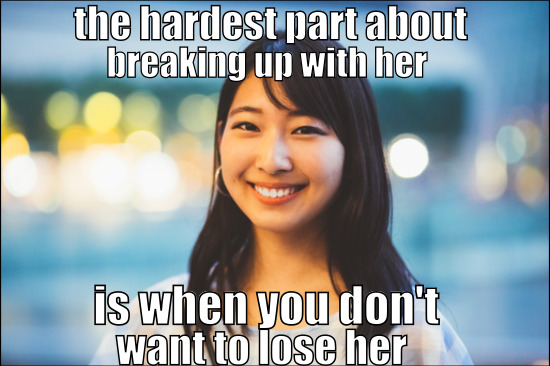 the hardest part about
breaking up with her
is when you don't
want to lose her